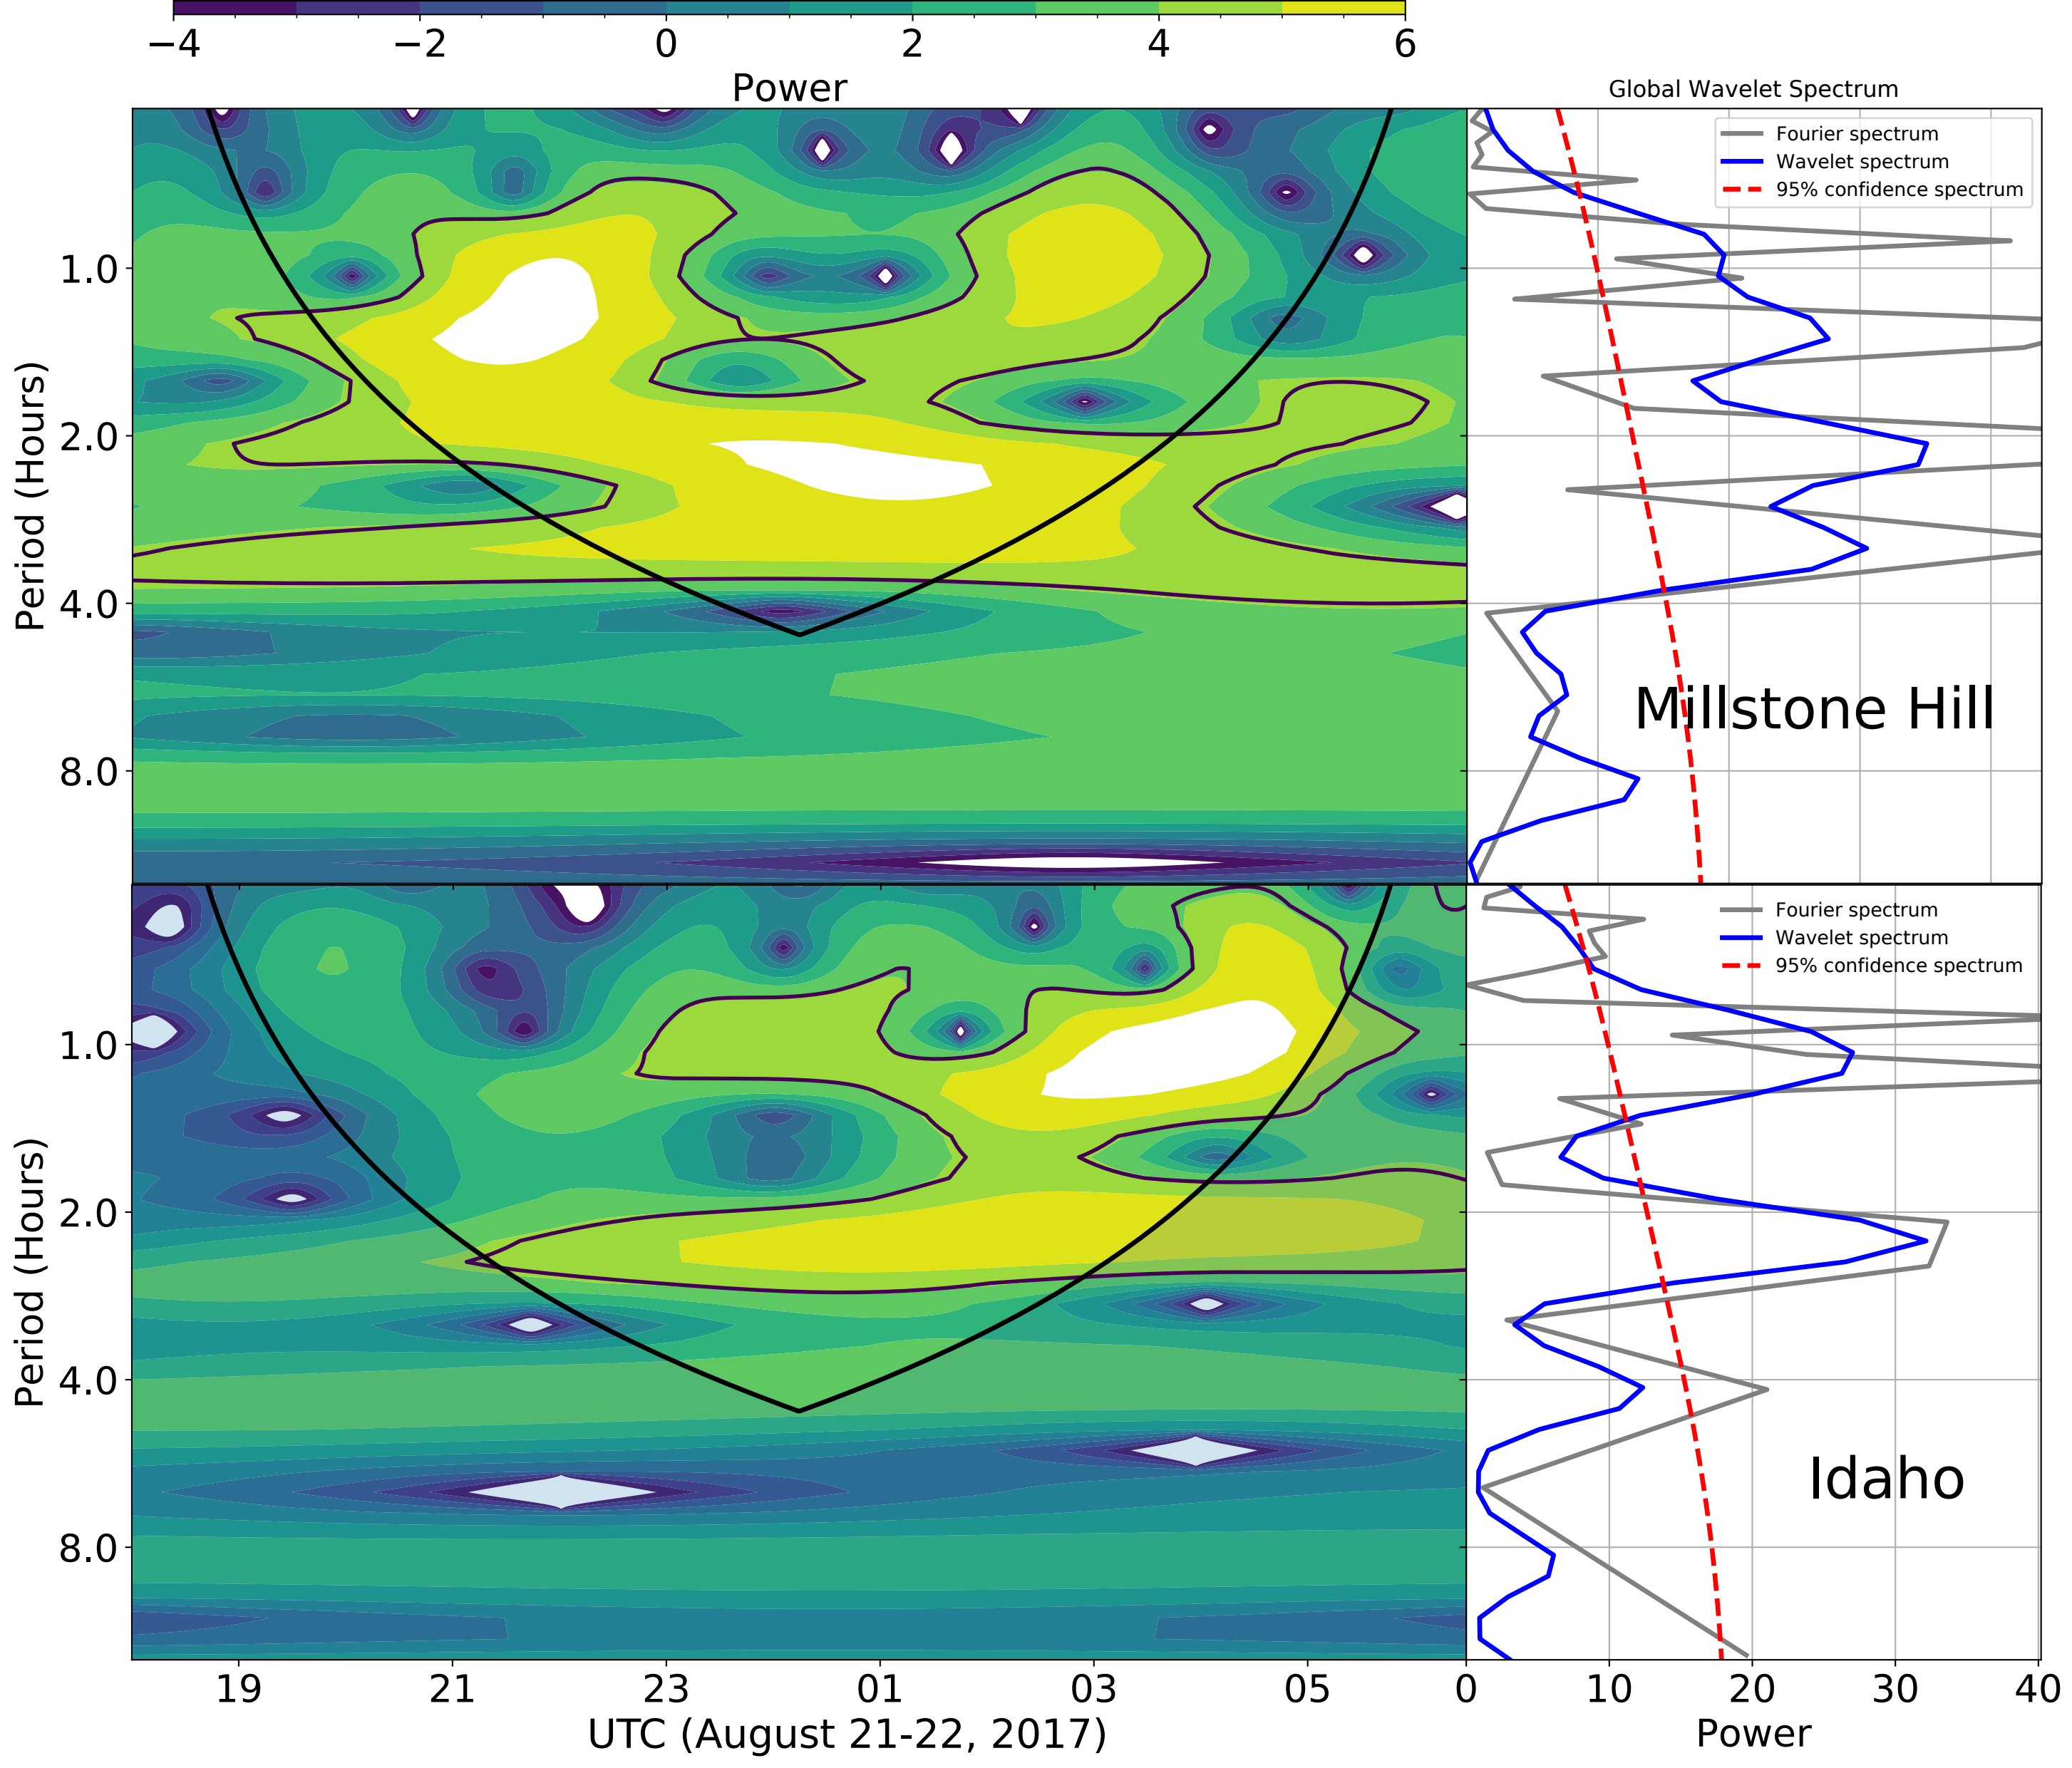 −4 −2 0 2 4 6
Power
Global Wavelet Spectrum
Fourier spectrum
Wavelet spectrum
95% confidence spectrum
Period (Hours)
1.0
2.0
4.0
8.0
Millstone Hill
Fourier spectrum
Wavelet spectrum
95% confidence spectrum
Period (Hours)
1.0
2.0
4.0
8.0
Idaho
19 21 23 01 03 05
0 10 20 30 40
UTC (August 21-22, 2017)
Power